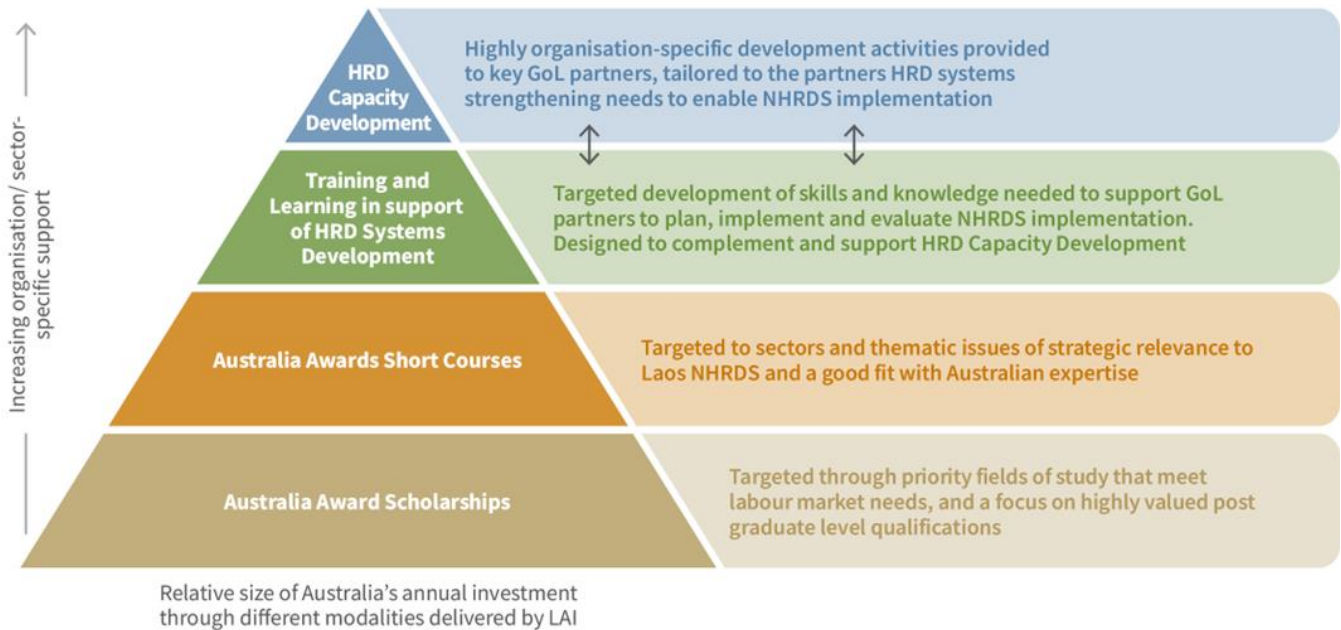 Increasing organisation/ sector-
specific support
HRD
Capacity
Development
Highly organisation-specific development activities provided
to key GoL partners, tailored to the partners HRD systems
strengthening needs to enable NHRDS implementation
Training and
Learning in support
of HRD Systems
Development
Targeted development of skills and knowledge needed to support GoL
partners to plan, implement and evaluate NHRDS implementation.
Designed to complement and support HRD Capacity Development
Australia Awards Short Courses
Targeted to sectors and thematic issues of strategic relevance to
Laos NHRDS and a good fit with Australian expertise
Australia Award Scholarships
Targeted through priority fields of study that meet
labour market needs, and a focus on highly valued post
graduate level qualifications
Relative size of Australia's annual investment
through different modalities delivered by LAI